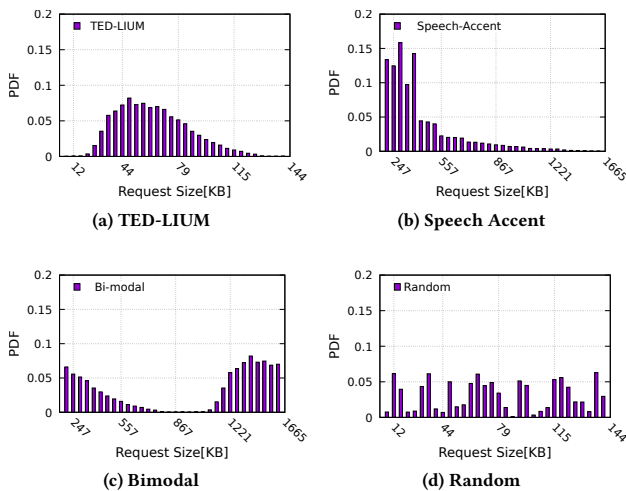 0.2
TED-LIUM
0.15
0.1
0.05
0
PDF
12
44
79
115
144
Request Size[KB]
(a) TED-LIUM
0.2
Speech-Accent
0.15
0.1
0.05
0
PDF
247
557
867
1221
1665
Request Size[KB]
(b) Speech Accent
0.2
Bi-modal
0.15
0.1
0.05
0
PDF
247
557
867
1221
1665
Request Size[KB]
(c) Bimodal
0.2
Random
0.15
0.1
0.05
0
PDF
12
44
79
115
144
Request Size[KB]
(d) Random